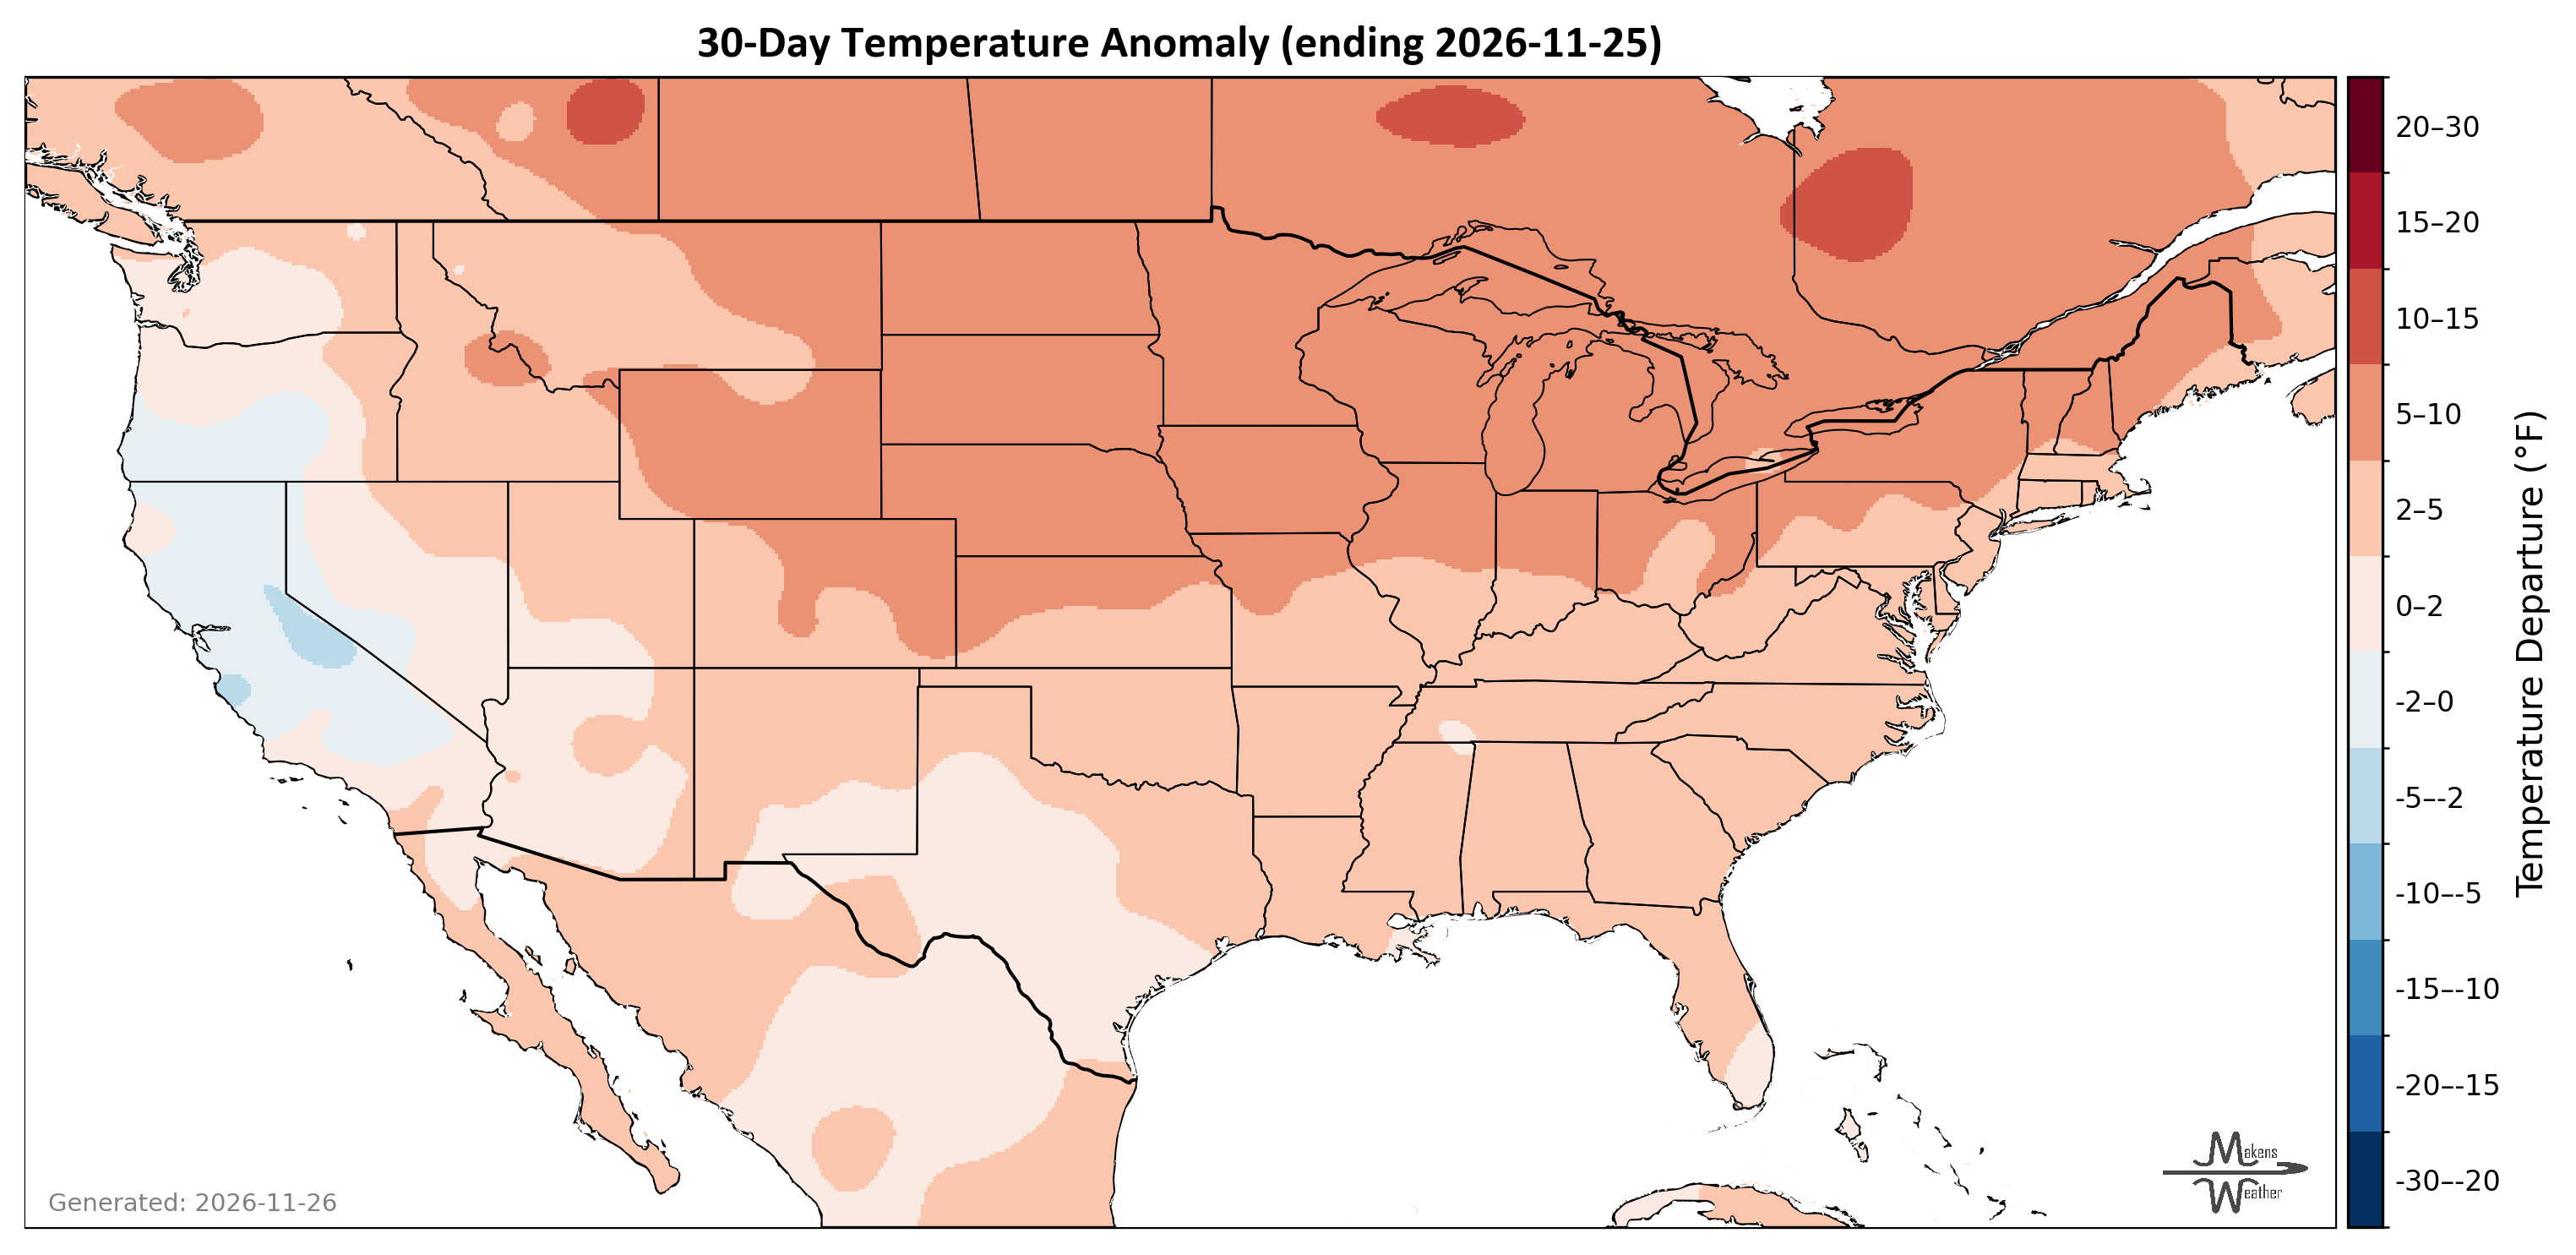 30-Day Temperature Anomaly (ending 2026-11-25)
20–30
15–20
10–15
5–10
2–5
0–2
-2–0
-5–-2
-10–-5
-15–-10
-20–-15
-30–-20
Temperature Departure (°F)
Makens
Weather
Generated: 2026-11-26